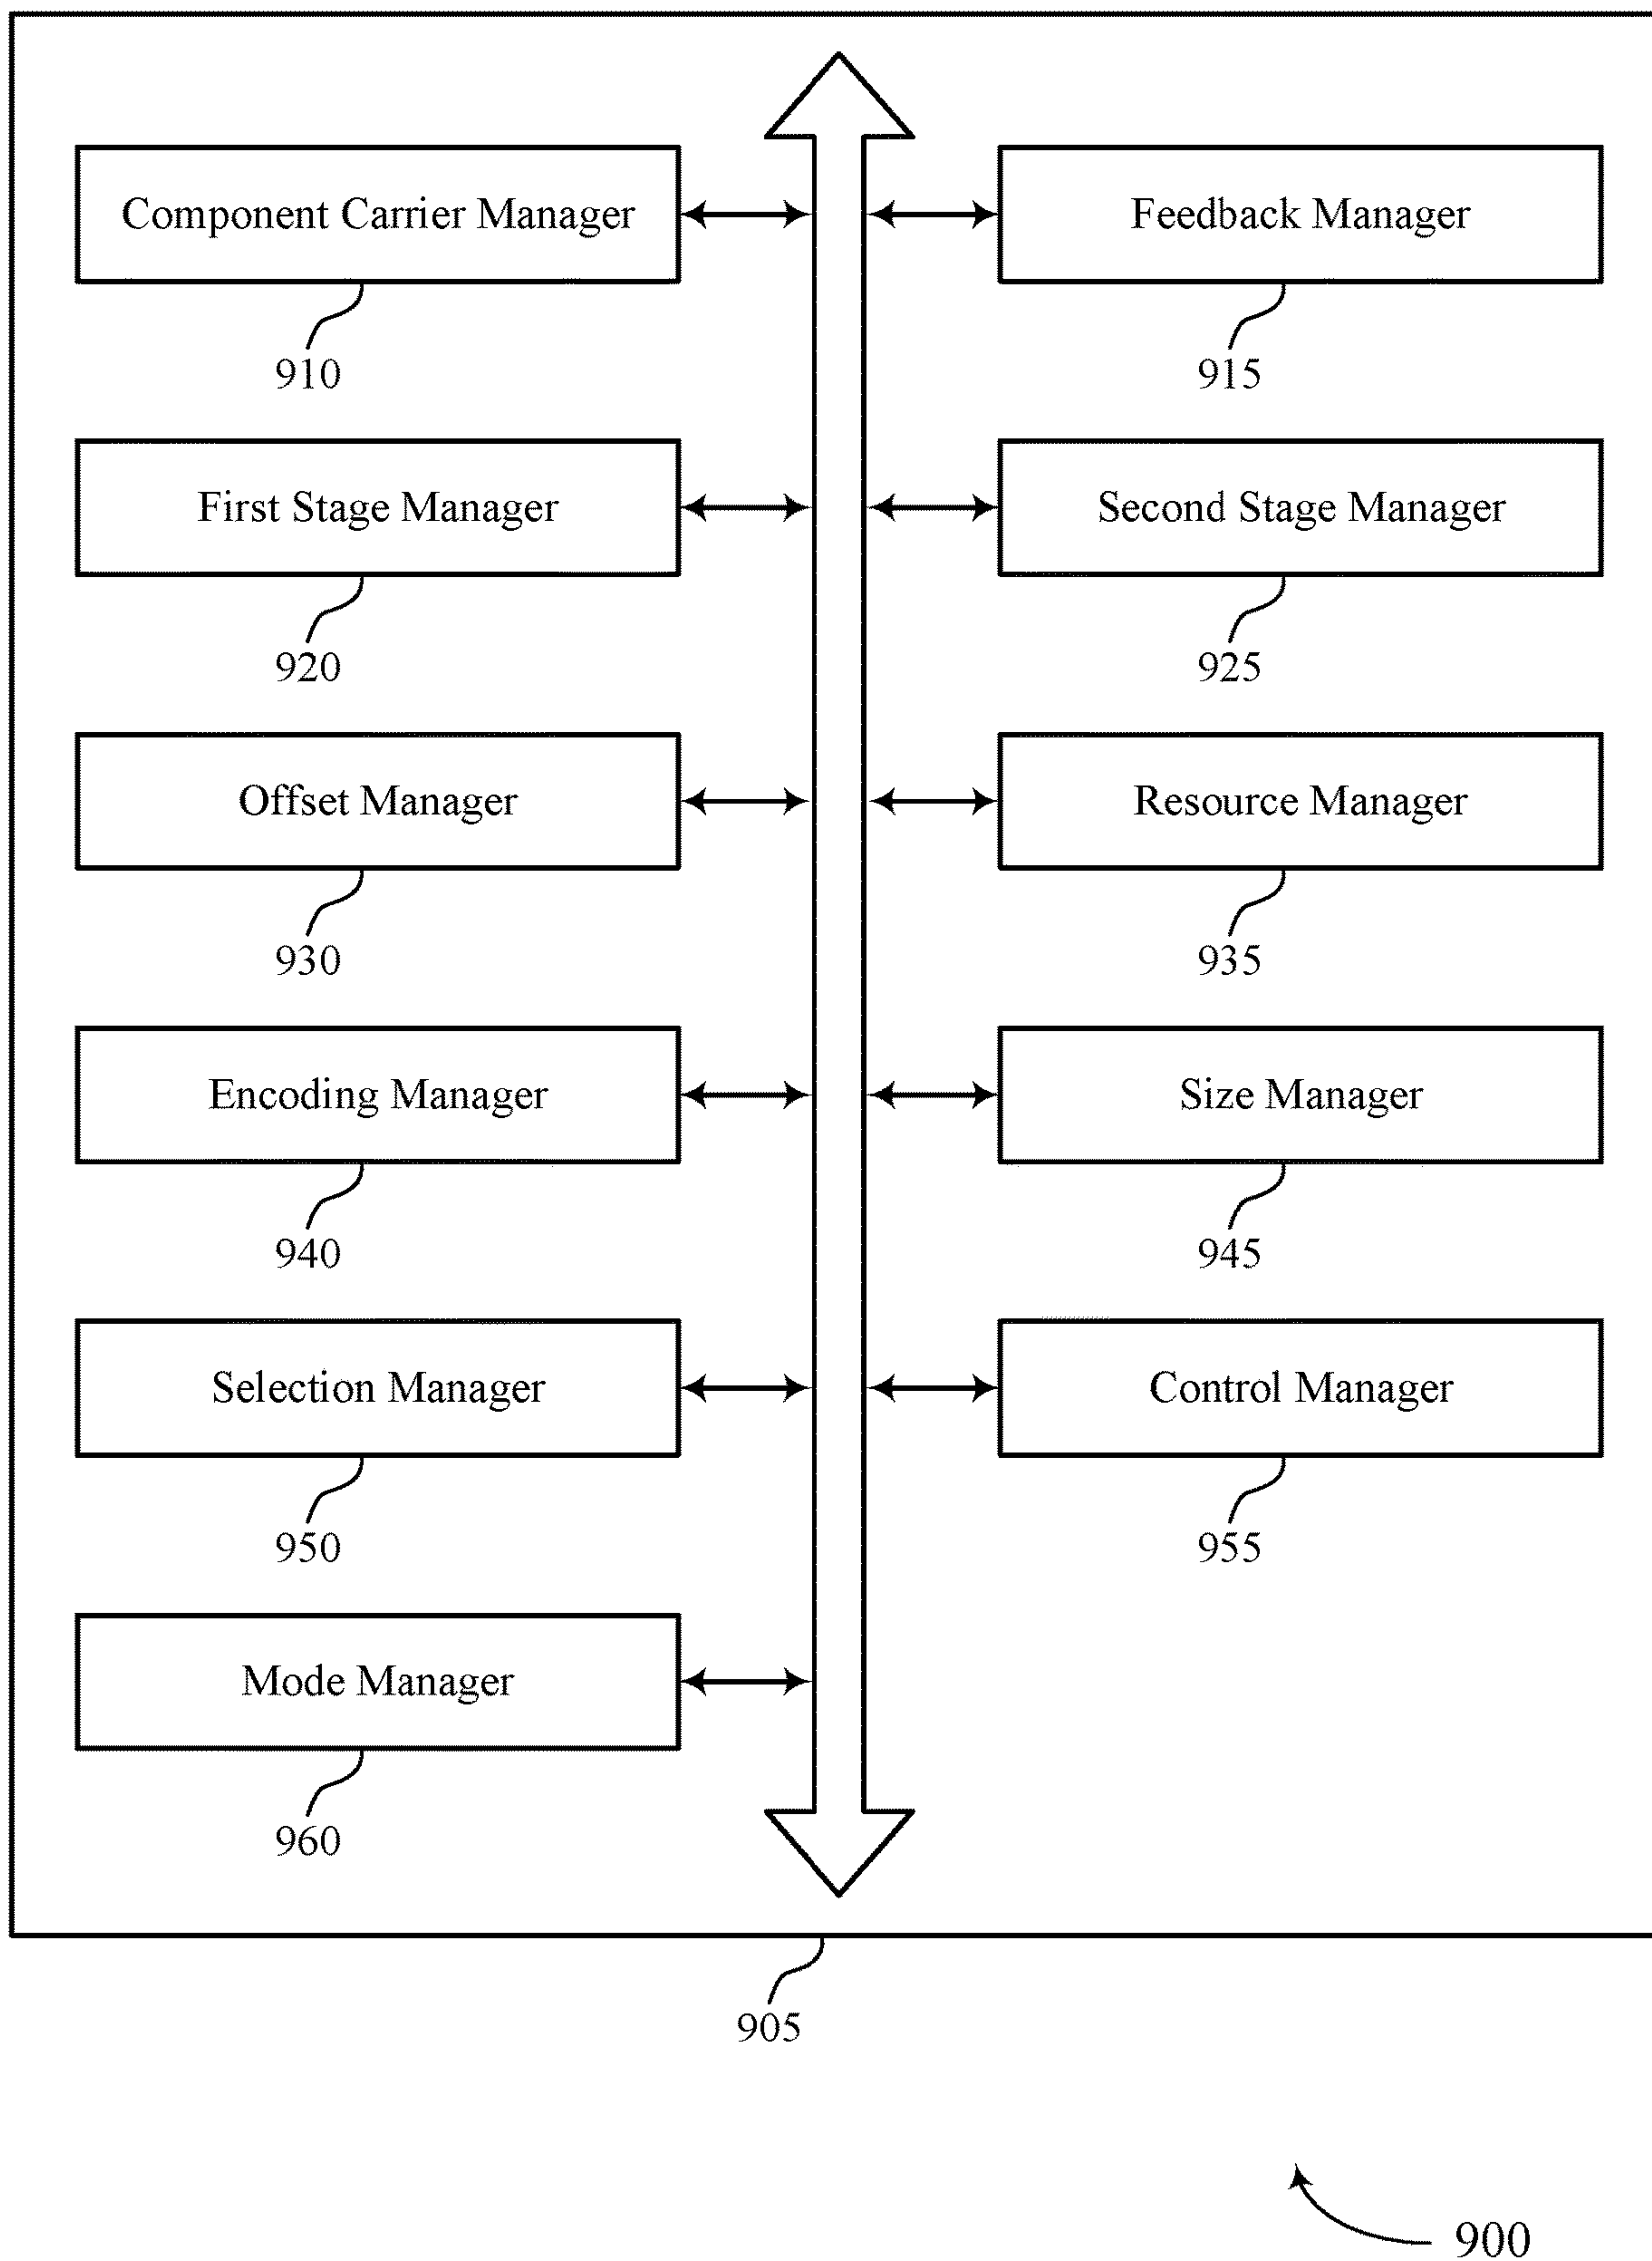 Component Carrier Manager
Feedback Manager
910
915
First Stage Manager
Second Stage Manager
920
925
Offset Manager
Resource Manager
930
935
Encoding Manager
Size Manager
940
945
Selection Manager
Control Manager
950
955
Mode Manager
960
905
900